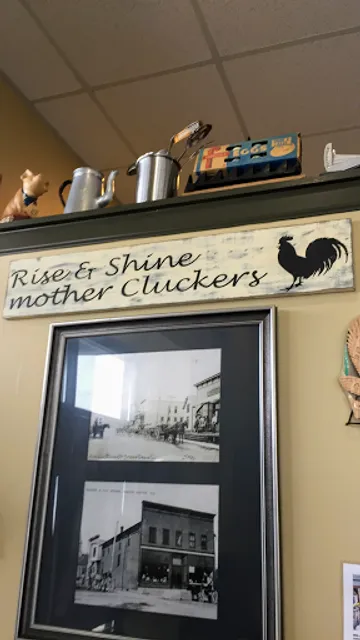 EGGS
Rise & Shine
mother Cluckers